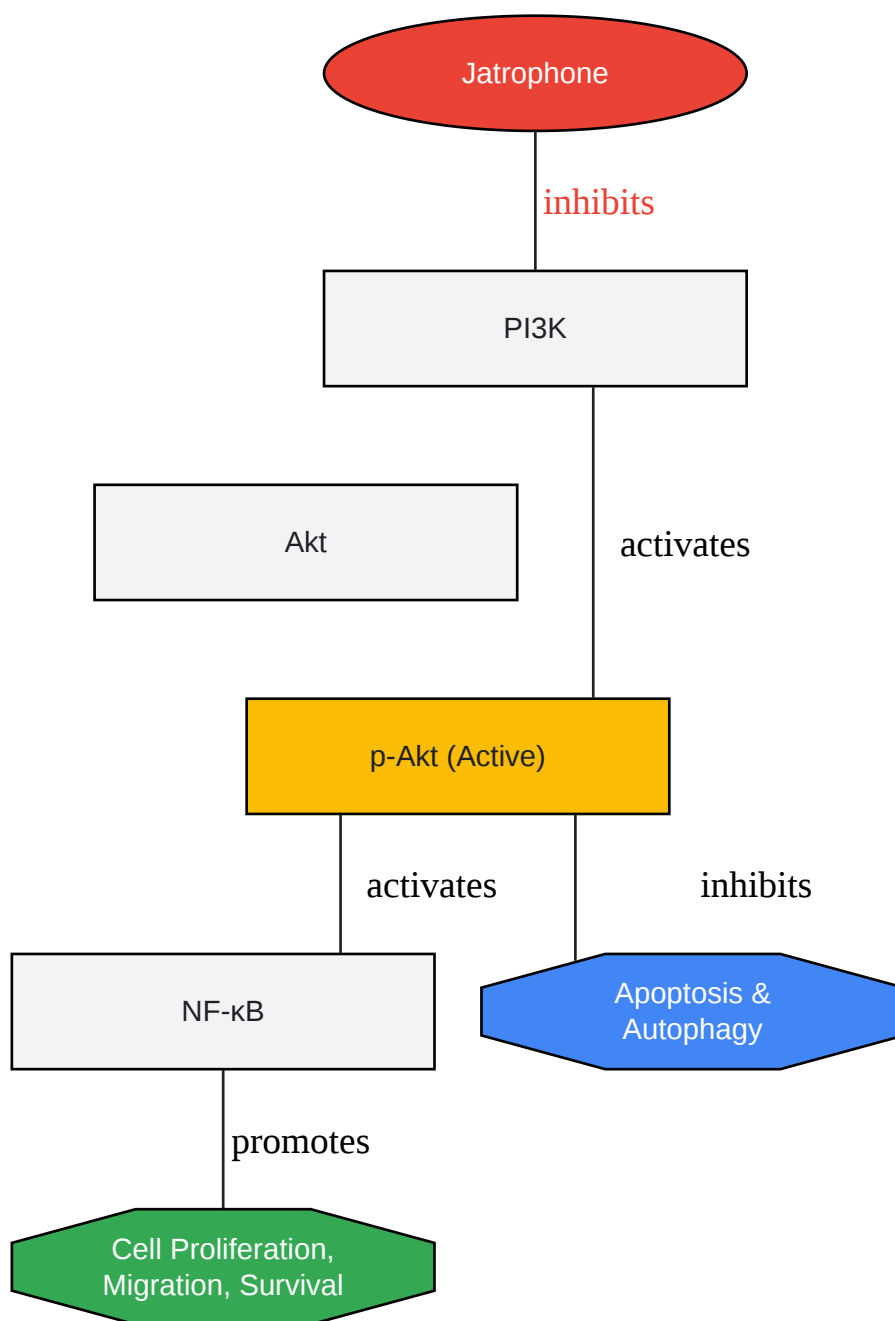 Jatrophone
inhibits
PI3K
Akt
activates
p-Akt (Active)
activates
inhibits
NF-κB
Apoptosis &
Autophagy
promotes
Cell Proliferation,
Migration, Survival